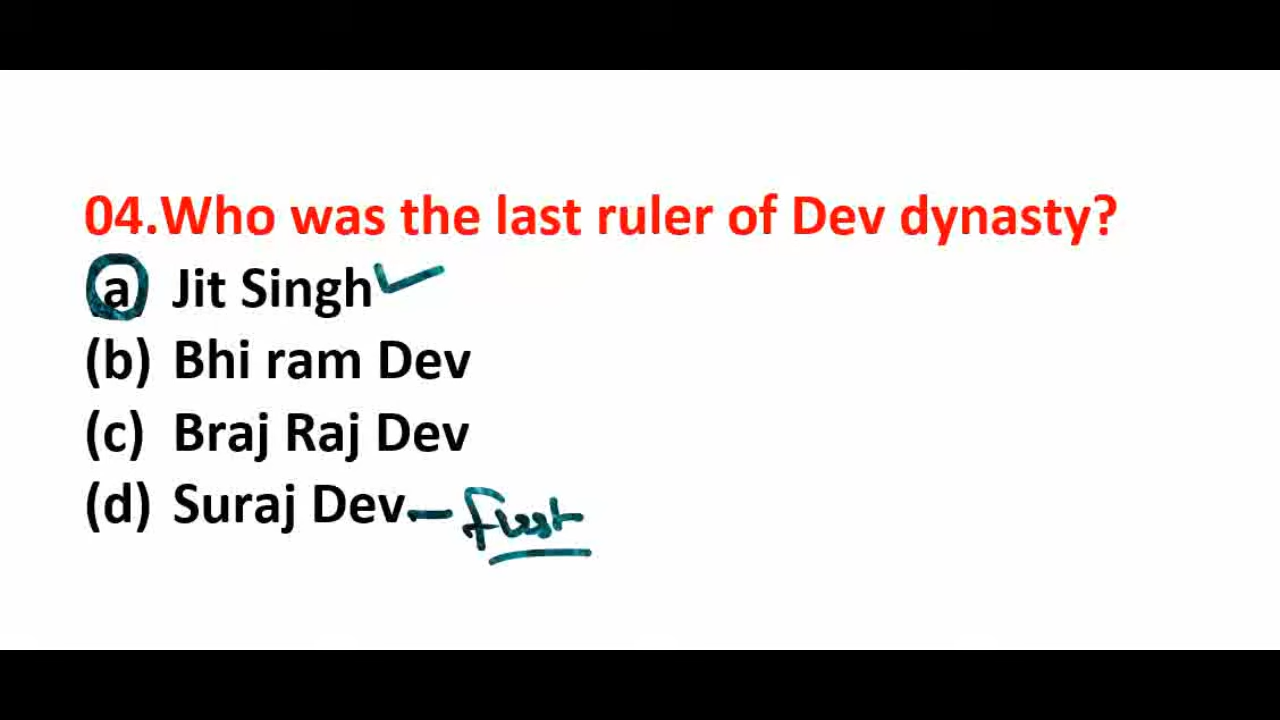 04.Who was the last ruler of Dev dynasty?
(a) Jit Singh
(b) Bhi ram Dev
(c) Braj Raj Dev
(d) Suraj Dev - First